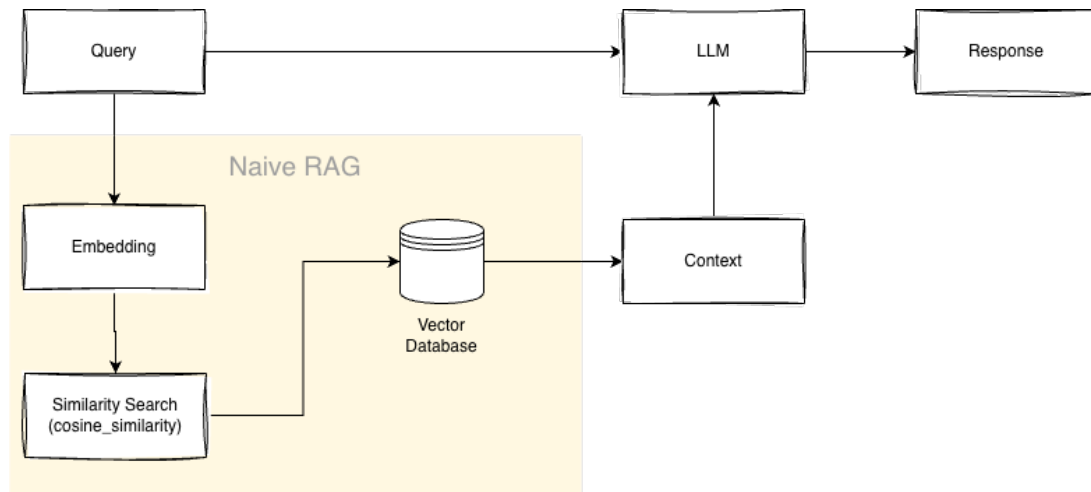 Query
LLM
Response
Naive RAG
Embedding
Context
Vector
Database
Similarity Search
(cosine_similarity)